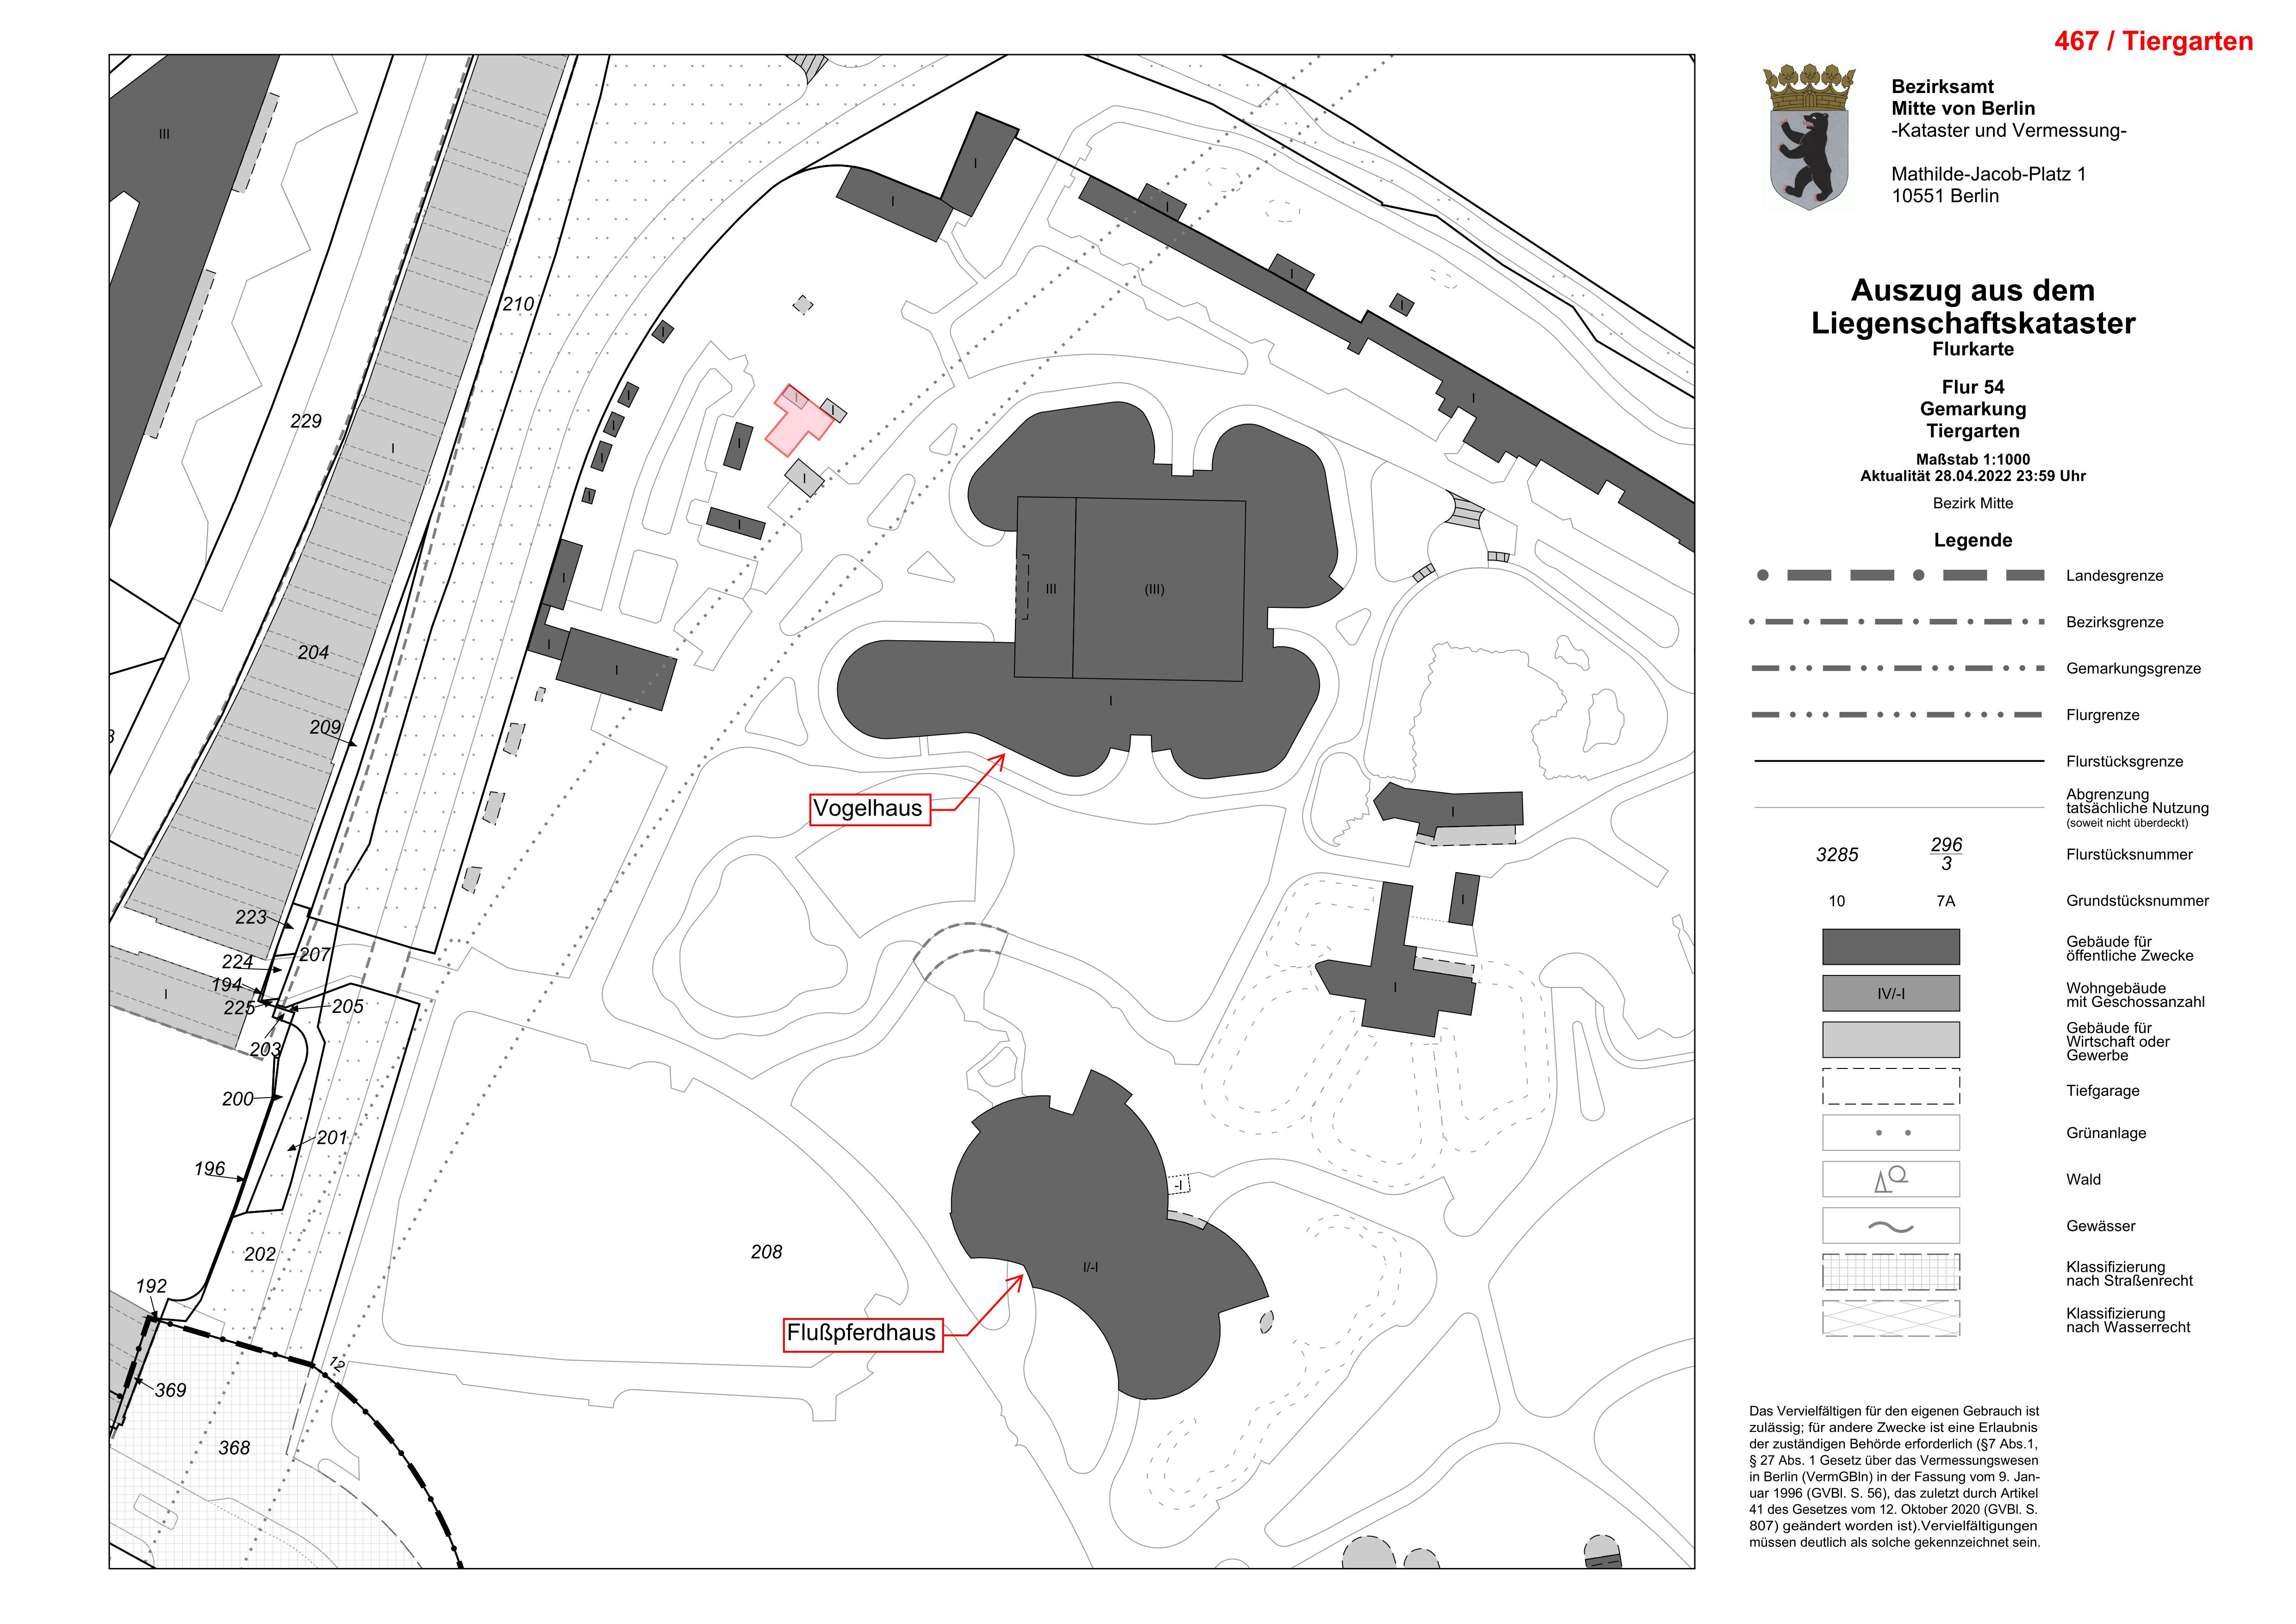 467 / Tiergarten
Bezirksamt
Mitte von Berlin
-Kataster und Vermessung-
Mathilde-Jacob-Platz 1
10551 Berlin
Auszug aus dem
Liegenschaftskataster
Flurkarte
Flur 54
Gemarkung
Tiergarten
Maßstab 1:1000
Aktualität 28.04.2022 23:59 Uhr
Bezirk Mitte
Legende
Landesgrenze
Bezirksgrenze
Gemarkungsgrenze
Flurgrenze
Flurstücksgrenze
Abgrenzung
tatsächliche Nutzung
(soweit nicht überdeckt)
3285 296/3 Flurstücksnummer
10 7A Grundstücksnummer
Gebäude für
öffentliche Zwecke
IV/-I Wohngebäude
mit Geschossanzahl
Gebäude für
Wirtschaft oder
Gewerbe
Tiefgarage
Grünanlage
Wald
Gewässer
Klassifizierung
nach Straßenrecht
Klassifizierung
nach Wasserrecht
Das Vervielfältigen für den eigenen Gebrauch ist
zulässig; für andere Zwecke ist eine Erlaubnis
der zuständigen Behörde erforderlich (§7 Abs.1,
§ 27 Abs. 1 Gesetz über das Vermessungswesen
in Berlin (VermGBln) in der Fassung vom 9. Jan-
uar 1996 (GVBl. S. 56), das zuletzt durch Artikel
41 des Gesetzes vom 12. Oktober 2020 (GVBl. S.
807) geändert worden ist).Vervielfältigungen
müssen deutlich als solche gekennzeichnet sein.
III
I
I
I
I
I
210
I
I
229
I
I
I
I
I
I
I
I
I
I
I
III
(III)
I
204
I
I
I
209
Vogelhaus
I
I
223
207
224
194
I
225
205
I
203
200
201
196
-I
202
208
I/-I
192
Flußpferdhaus
12
369
368